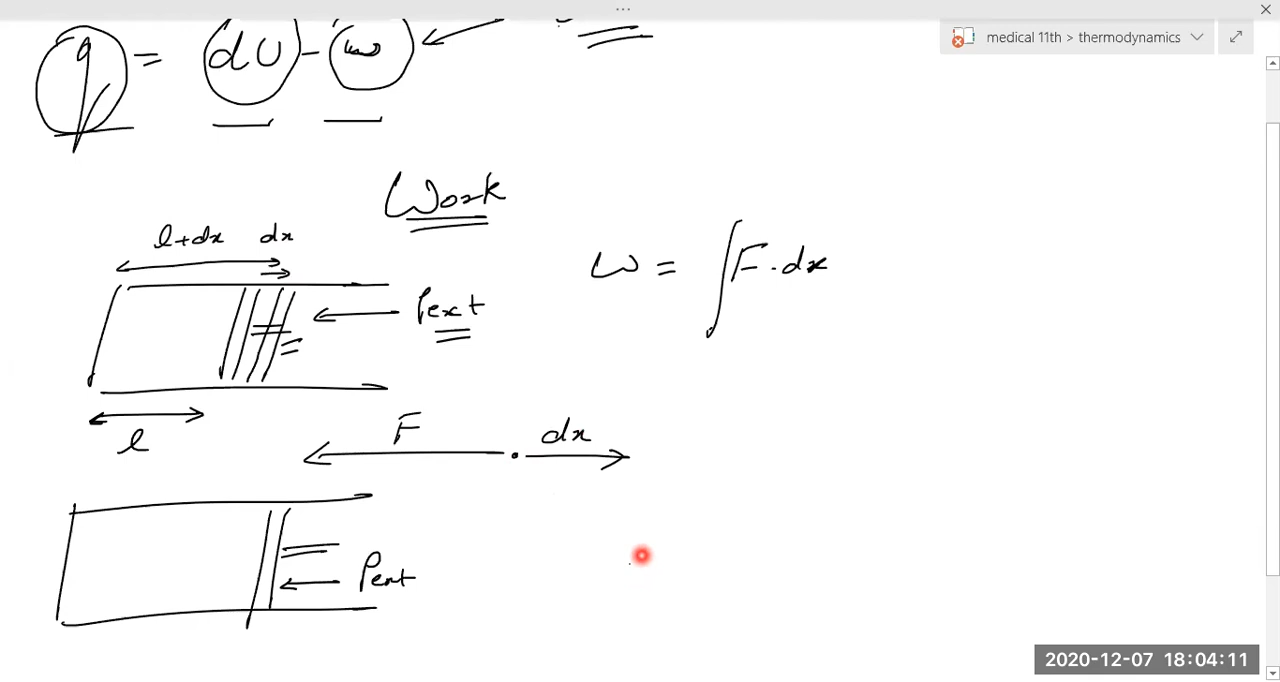 ...
medical 11th > thermodynamics
q = dU - w
Work
l+dx dx
w = ∫F.dx
Pext
l
F dx
Pext
2020-12-07 18:04:11